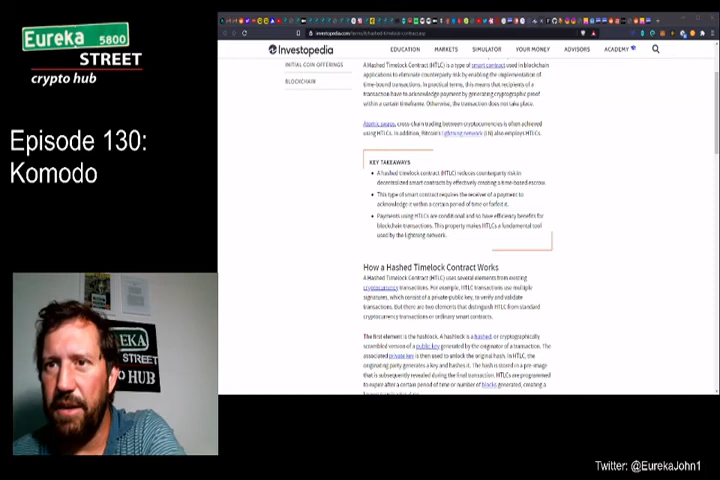 Eureka 5800
STREET
crypto hub
Episode 130:
Komodo
investopedia.com/terms/h/hashed-timelock-contract.asp
Investopedia
EDUCATION
MARKETS
SIMULATOR
YOUR MONEY
ADVISORS
ACADEMY
INITIAL COIN OFFERINGS
BLOCKCHAIN
A Hashed Timelock Contract (HTLC) is a type of smart contract used in blockchain
applications to eliminate counterparty risk by enabling the implementation of
time-bound transactions. In practical terms, this means that recipients of a
transaction have to acknowledge payment by generating cryptographic proof
within a certain timeframe. Otherwise, the transaction does not take place.
Atomic swaps, cross-chain trading between cryptocurrencies is often achieved
using HTLCs. In addition, Bitcoin's Lightning network (LN) also employs HTLCs.
KEY TAKEAWAYS
A hashed timelock contract (HTLC) reduces counterparty risk in
decentralized smart contracts by effectively creating a time-based escrow.
This type of smart contract requires the receiver of a payment to
acknowledge it within a certain period of time or forfeit it.
Payments using HTLCs are conditional and so have efficiency benefits for
blockchain transactions. This property makes HTLCs a fundamental tool
used by the lightning network.
How a Hashed Timelock Contract Works
A Hashed Timelock Contract (HTLC) uses several elements from existing
cryptocurrency transactions. For example, HTLC transactions use multiple
signatures, which consist of a private public key, to verify and validate
transactions. But there are two elements that distinguish HTLC from standard
cryptocurrency transactions or ordinary smart contracts.
The first element is the hashlock. A hashlock is a hashed, or cryptographically
scrambled version of a public key generated by the originator of a transaction. The
associated private key is then used to unlock the original hash. In HTLC, the
originating party generates a key and hashes it. The hash is stored in a pre-image
that is subsequently revealed during the final transaction. HTLCs are programmed
to expire after a certain period of time or number of blocks generated, creating a
EKA
STREET
O HUB
Twitter: @EurekaJohn1